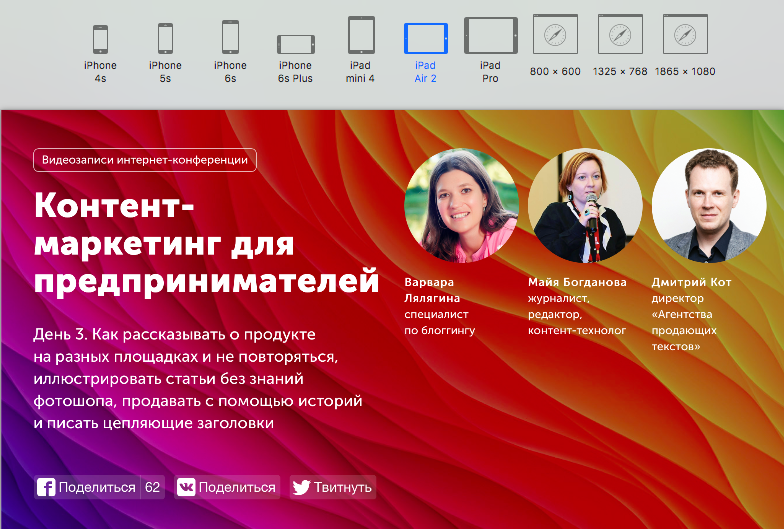 iPhone
4s
iPhone
5s
iPhone
6s
iPhone
6s Plus
iPad
mini 4
iPad
Air 2
iPad
Pro
800 × 600
1325 × 768
1865 × 1080
Видеозаписи интернет-конференции
Контент-
маркетинг для
предпринимателей
День 3. Как рассказывать о продукте
на разных площадках и не повторяться,
иллюстрировать статьи без знаний
фотошопа, продавать с помощью историй
и писать цепляющие заголовки
Поделиться 62
Поделиться
Твитнуть
Варвара
Лялягина
специалист
по блоггингу
Майя Богданова
журналист,
редактор,
контент-технолог
Дмитрий Кот
директор
«Агентства
продающих
текстов»